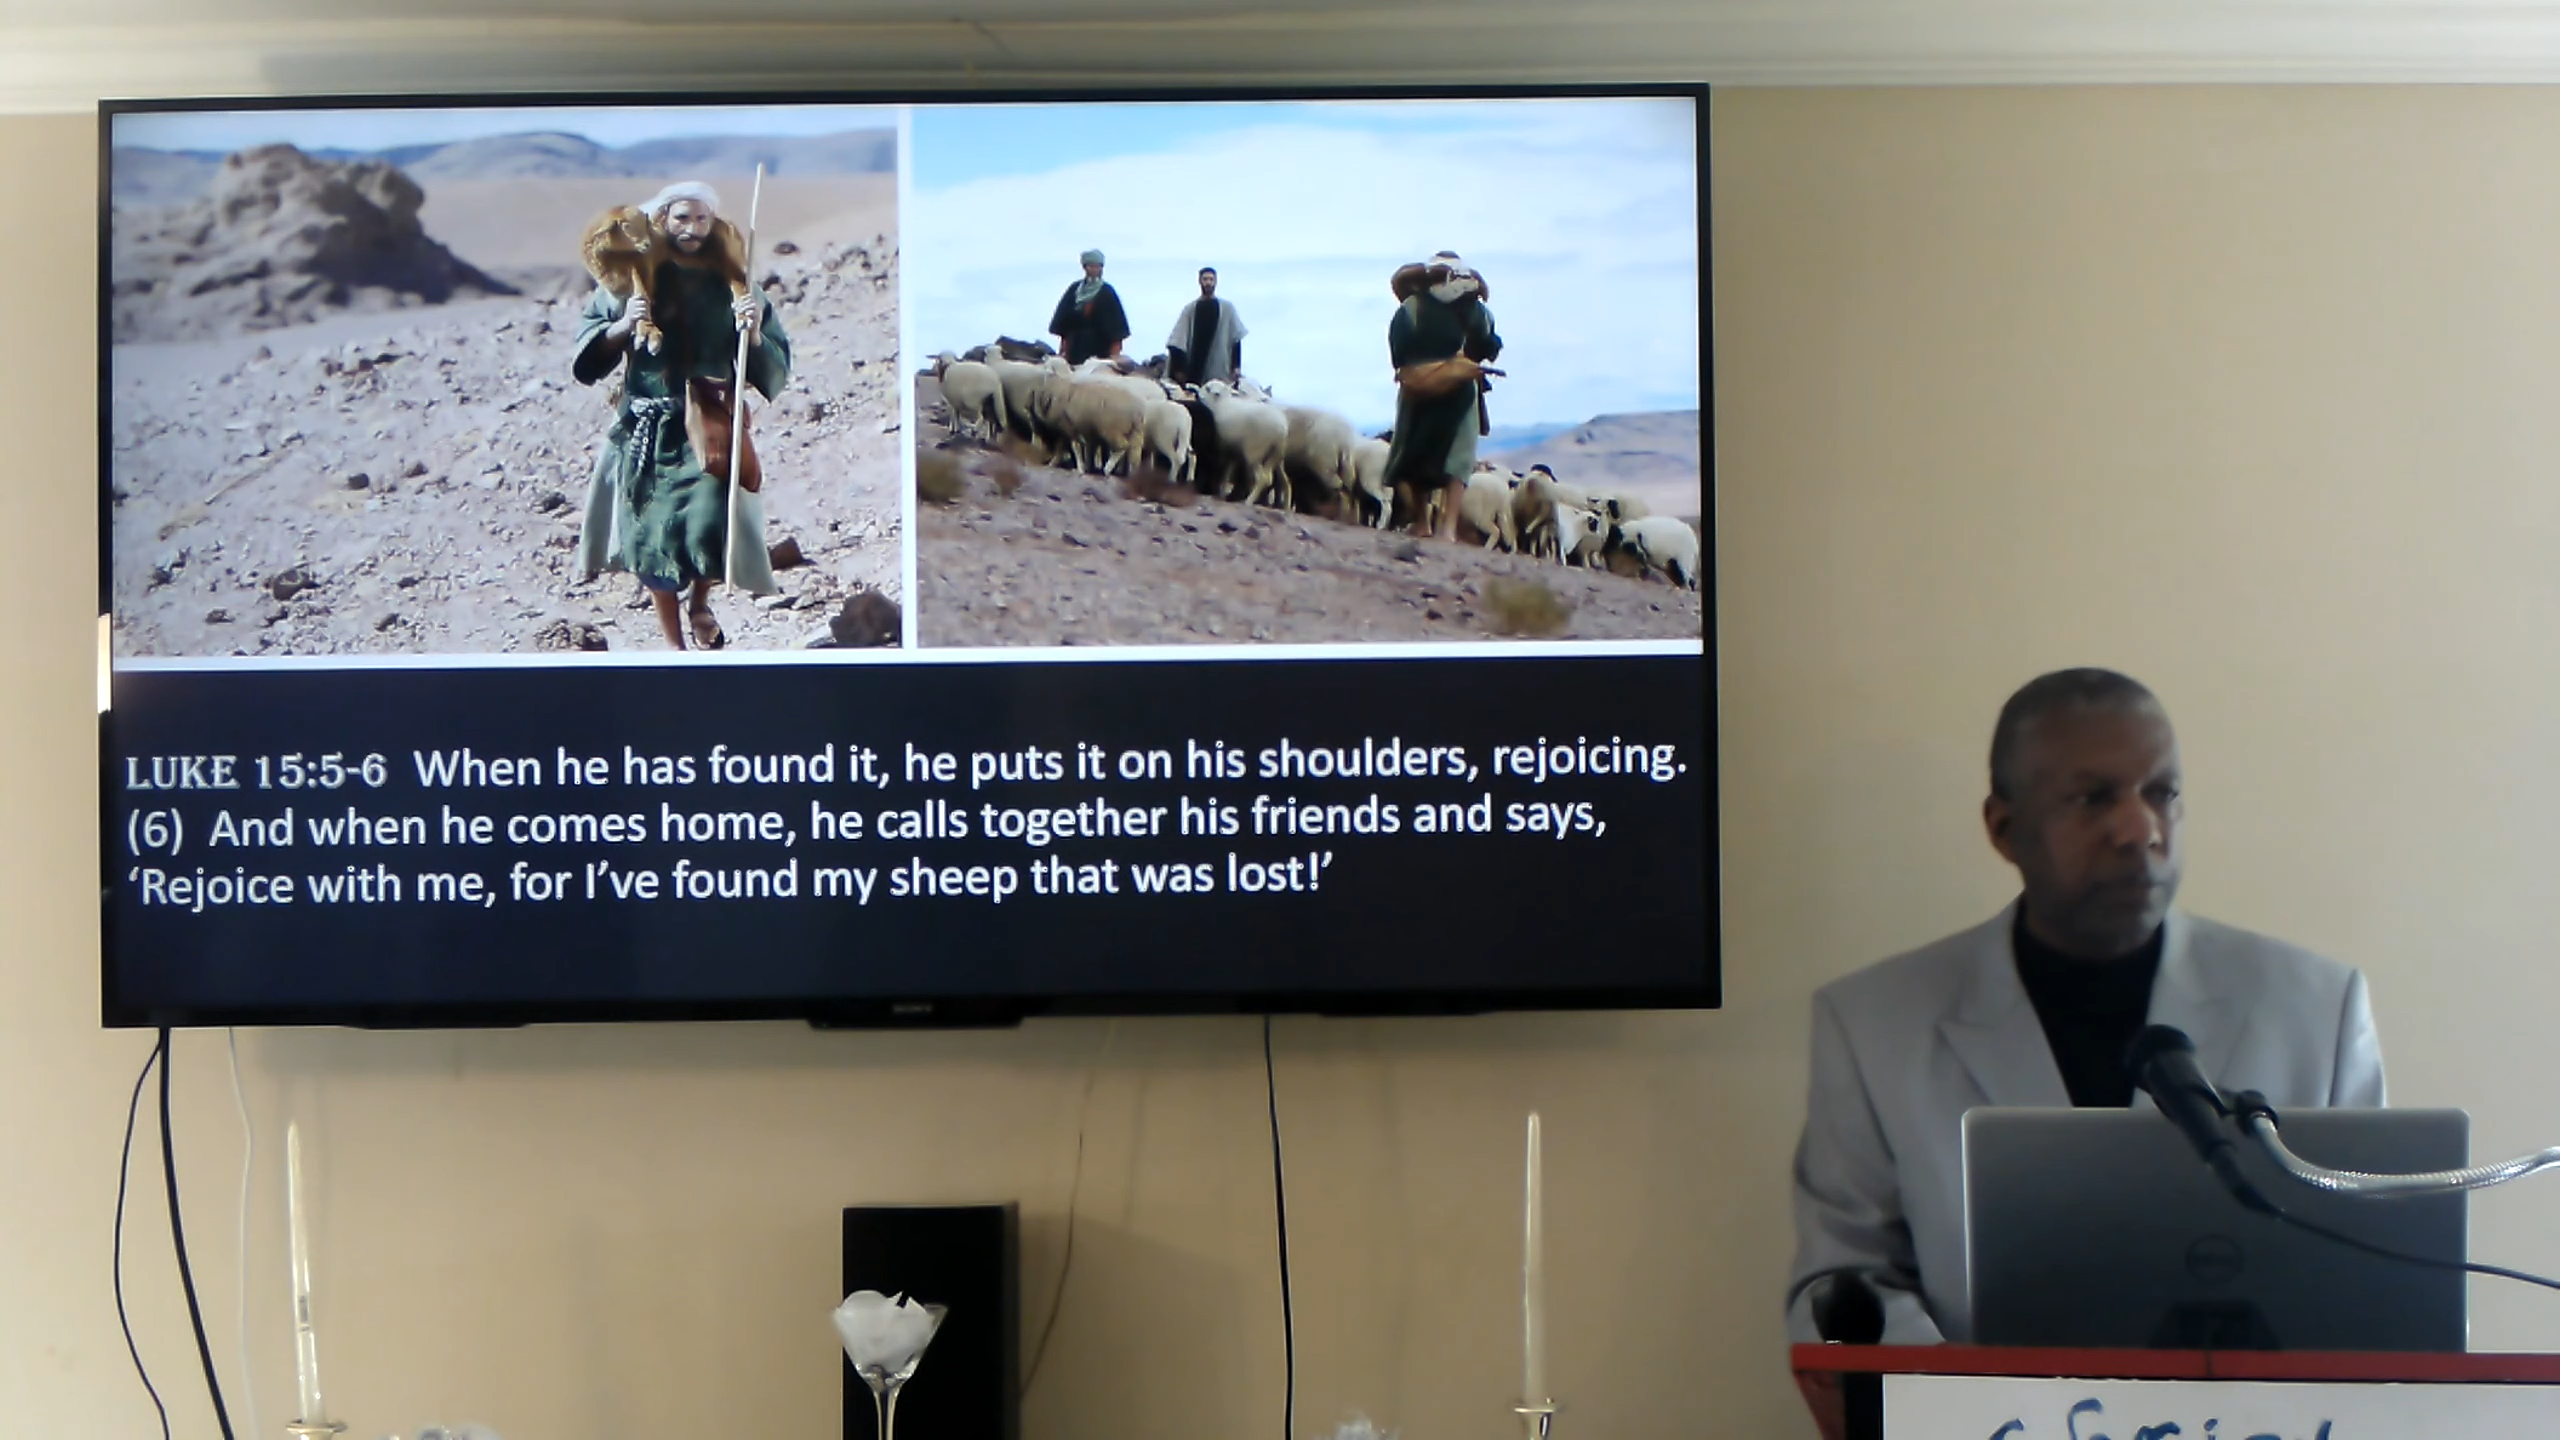 LUKE 15:5-6 When he has found it, he puts it on his shoulders, rejoicing.
(6) And when he comes home, he calls together his friends and says,
‘Rejoice with me, for I’ve found my sheep that was lost!’
SONY